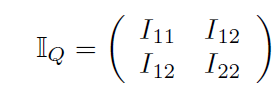 𝕀_Q = ( I_11 I_12
I_12 I_22 )